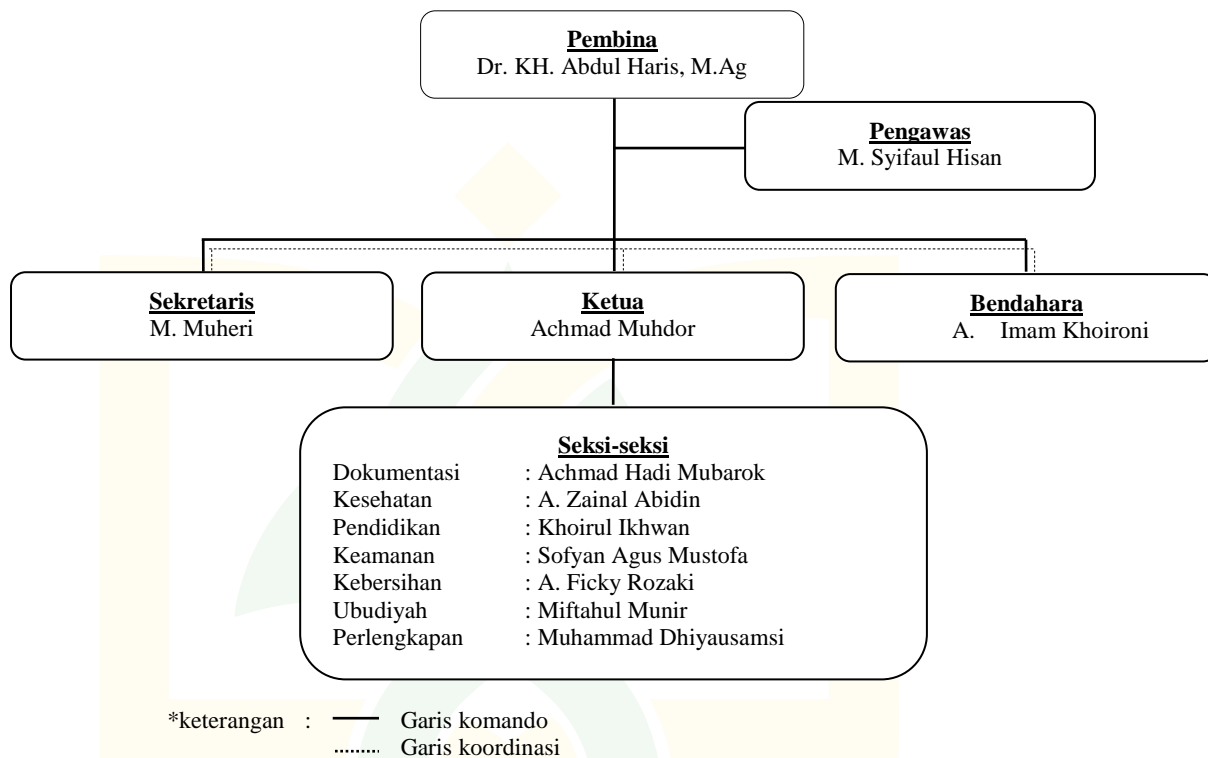 Pembina
Dr. KH. Abdul Haris, M.Ag
Pengawas
M. Syifaul Hisan
Sekretaris
M. Muheri
Ketua
Achmad Muhdor
Bendahara
A. Imam Khoironi
Seksi-seksi
Dokumentasi : Achmad Hadi Mubarok
Kesehatan : A. Zainal Abidin
Pendidikan : Khoirul Ikhwan
Keamanan : Sofyan Agus Mustofa
Kebersihan : A. Ficky Rozaki
Ubudiyah : Miftahul Munir
Perlengkapan : Muhammad Dhiyausamsi
*keterangan : Garis komando
Garis koordinasi